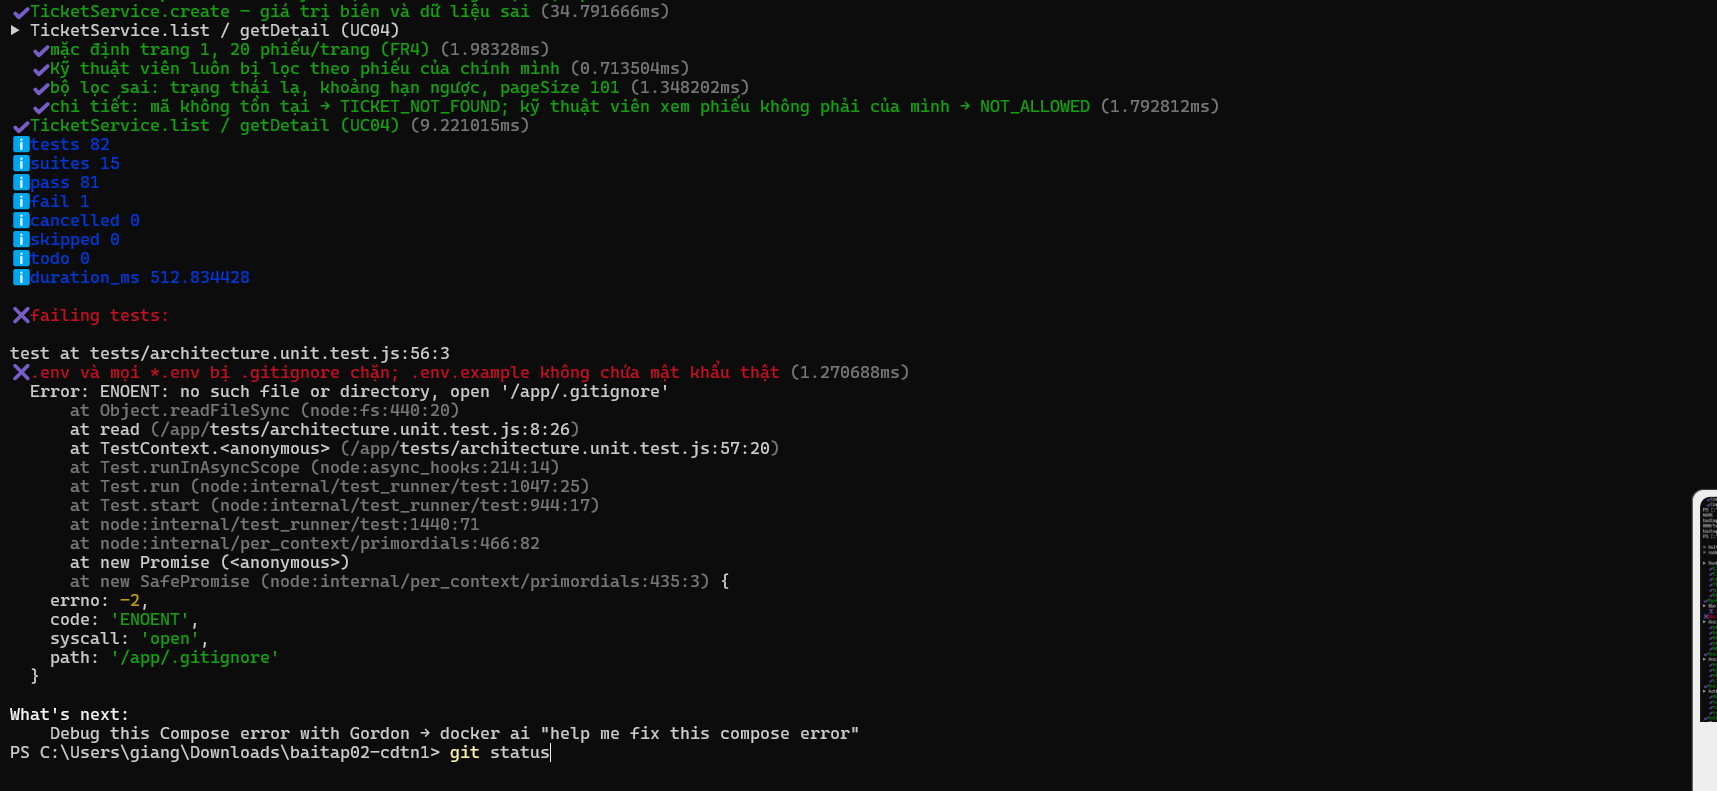 ✔TicketService.create — giá trị biên và dữ liệu sai (34.791666ms)
▶ TicketService.list / getDetail (UC04)
✔mặc định trang 1, 20 phiếu/trang (FR4) (1.98328ms)
✔Kỹ thuật viên luôn bị lọc theo phiếu của chính mình (0.713504ms)
✔bộ lọc sai: trạng thái lạ, khoảng hạn ngược, pageSize 101 (1.348202ms)
✔chi tiết: mã không tồn tại → TICKET_NOT_FOUND; kỹ thuật viên xem phiếu không phải của mình → NOT_ALLOWED (1.792812ms)
✔TicketService.list / getDetail (UC04) (9.221015ms)
ℹtests 82
ℹsuites 15
ℹpass 81
ℹfail 1
ℹcancelled 0
ℹskipped 0
ℹtodo 0
ℹduration_ms 512.834428
✖failing tests:
test at tests/architecture.unit.test.js:56:3
✖.env và mọi *.env bị .gitignore chặn; .env.example không chứa mật khẩu thật (1.270688ms)
Error: ENOENT: no such file or directory, open '/app/.gitignore'
at Object.readFileSync (node:fs:440:20)
at read (/app/tests/architecture.unit.test.js:8:26)
at TestContext.<anonymous> (/app/tests/architecture.unit.test.js:57:20)
at Test.runInAsyncScope (node:async_hooks:214:14)
at Test.run (node:internal/test_runner/test:1047:25)
at Test.start (node:internal/test_runner/test:944:17)
at node:internal/test_runner/test:1440:71
at node:internal/per_context/primordials:466:82
at new Promise (<anonymous>)
at new SafePromise (node:internal/per_context/primordials:435:3) {
errno: -2,
code: 'ENOENT',
syscall: 'open',
path: '/app/.gitignore'
}
What's next:
Debug this Compose error with Gordon → docker ai "help me fix this compose error"
PS C:\Users\giang\Downloads\baitap02-cdtn1> git status